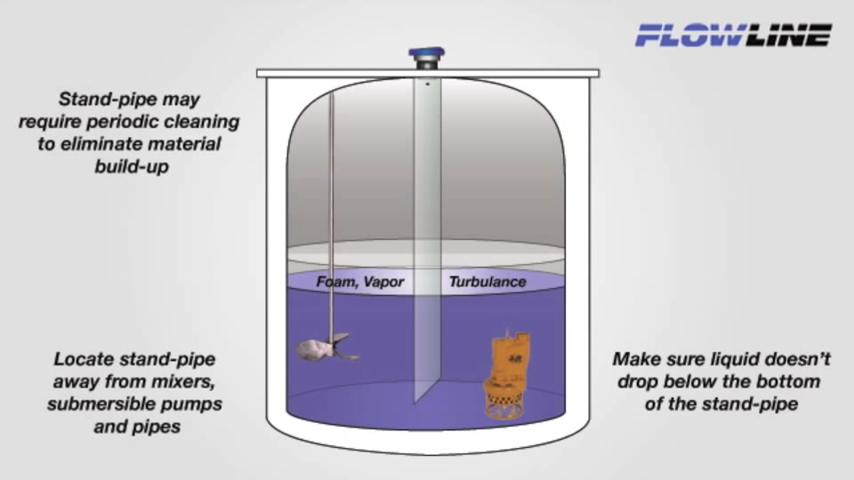 FLOWLINE
Stand-pipe may
require periodic cleaning
to eliminate material
build-up
Foam, Vapor
Turbulance
Locate stand-pipe
away from mixers,
submersible pumps
and pipes
Make sure liquid doesn't
drop below the bottom
of the stand-pipe